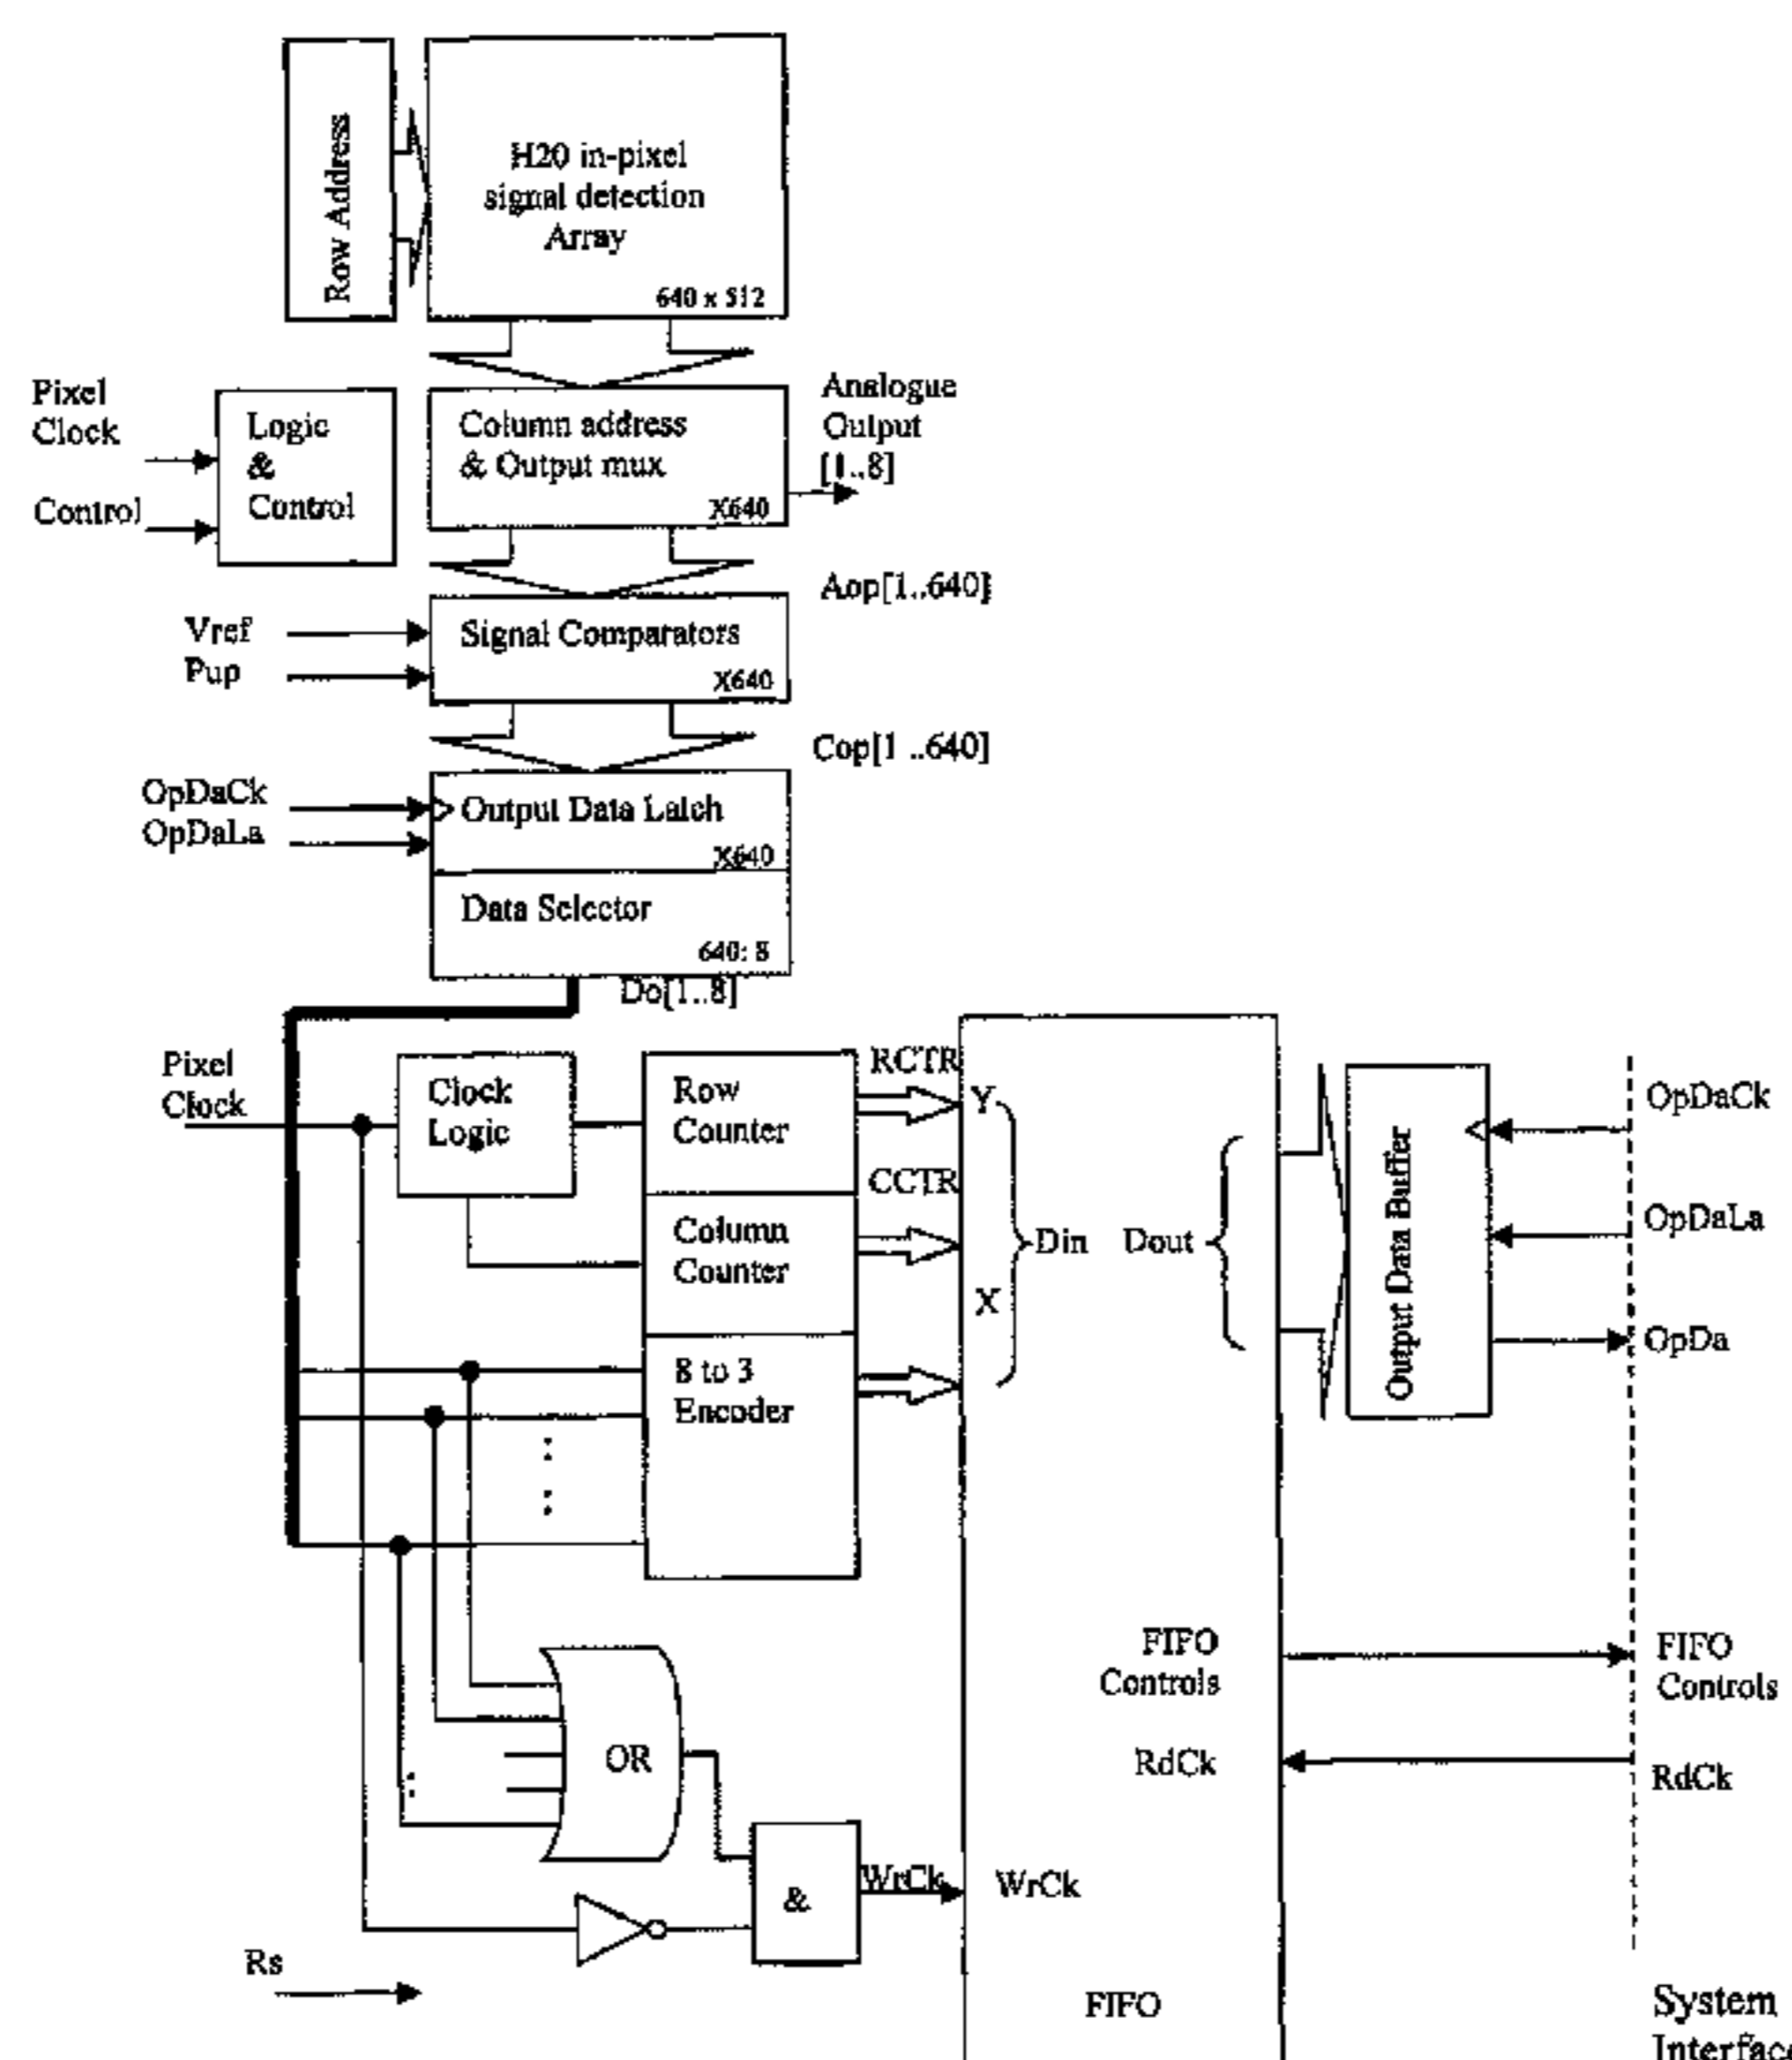 Row Address
H20 in-pixel
signal detection
Array
640 x 512
Pixel
Clock
Control
Logic
&
Control
Column address
& Output mux
X640
Analogue
Output
[1..8]
Aop[1..640]
Vref
Pup
Signal Comparators
X640
Cop[1 ..640]
OpDaCk
OpDaLa
Output Data Latch
X640
Data Selector
640: 8
Do[1..8]
Pixel
Clock
Clock
Logic
Row
Counter
RCTR
Column
Counter
CCTR
8 to 3
Encoder
Y
X
Din
Dout
Output Data Buffer
OpDaCk
OpDaLa
OpDa
FIFO
Controls
FIFO
Controls
RdCk
RdCk
OR
&
WrCk
WrCk
Rs
FIFO
System
Interface